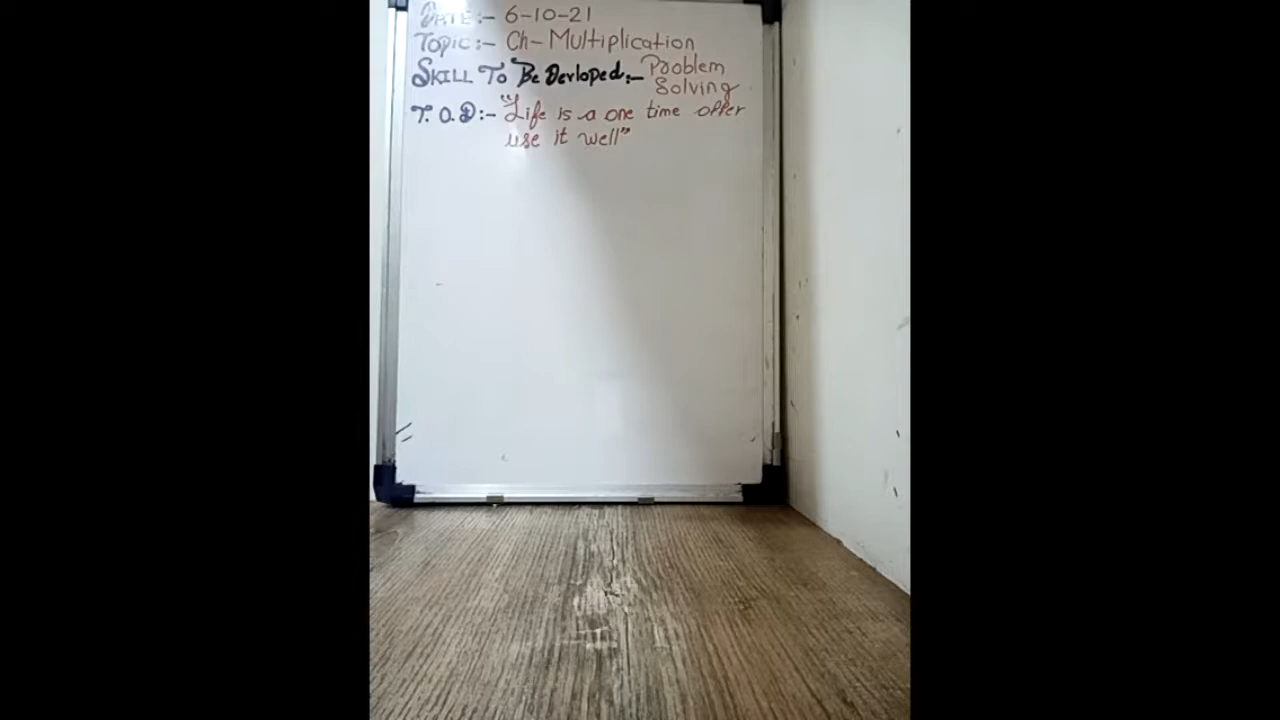 DATE:- 6-10-21
Topic:- Ch- Multiplication
SKILL To Be Devloped:- Problem
Solving
T.O.D:- "Life is a one time offer
use it well"